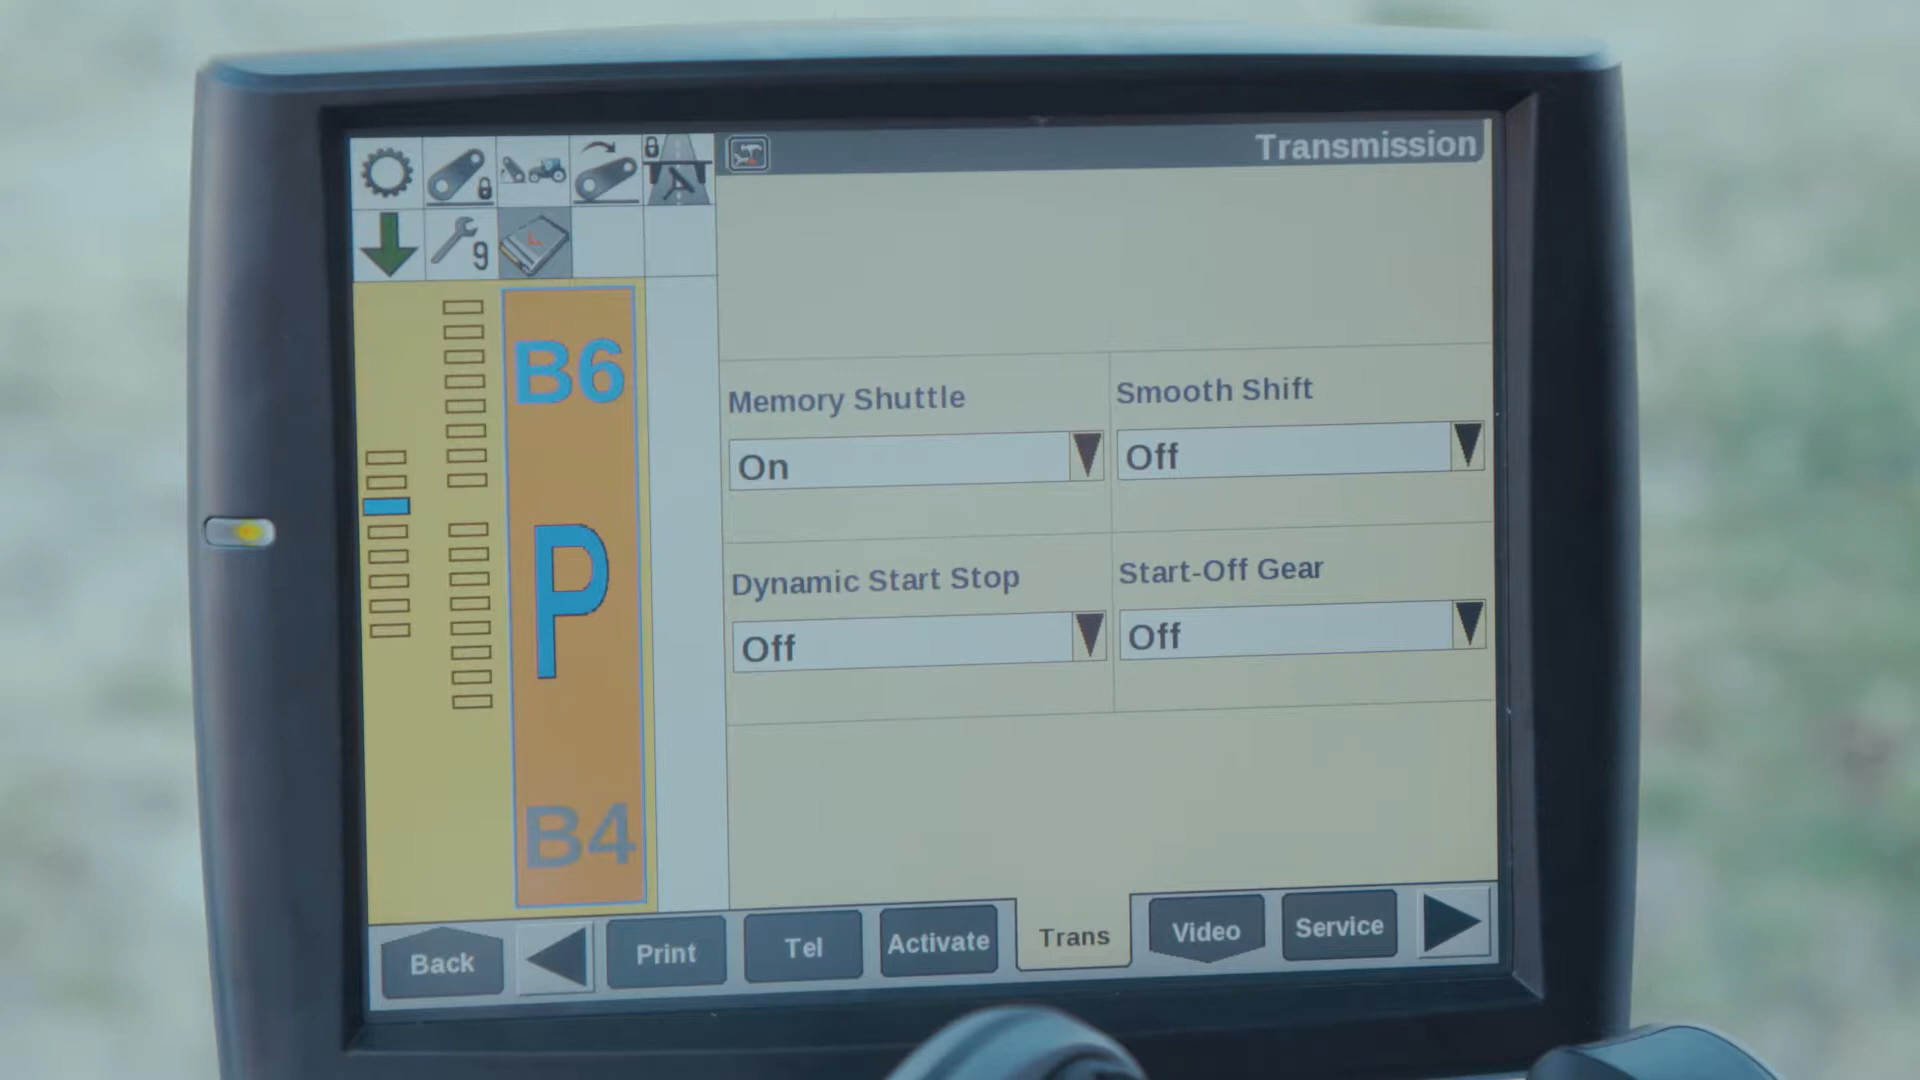 Transmission
9
B6
P
B4
Memory Shuttle
On
Smooth Shift
Off
Dynamic Start Stop
Off
Start-Off Gear
Off
Back
Print
Tel
Activate
Trans
Video
Service